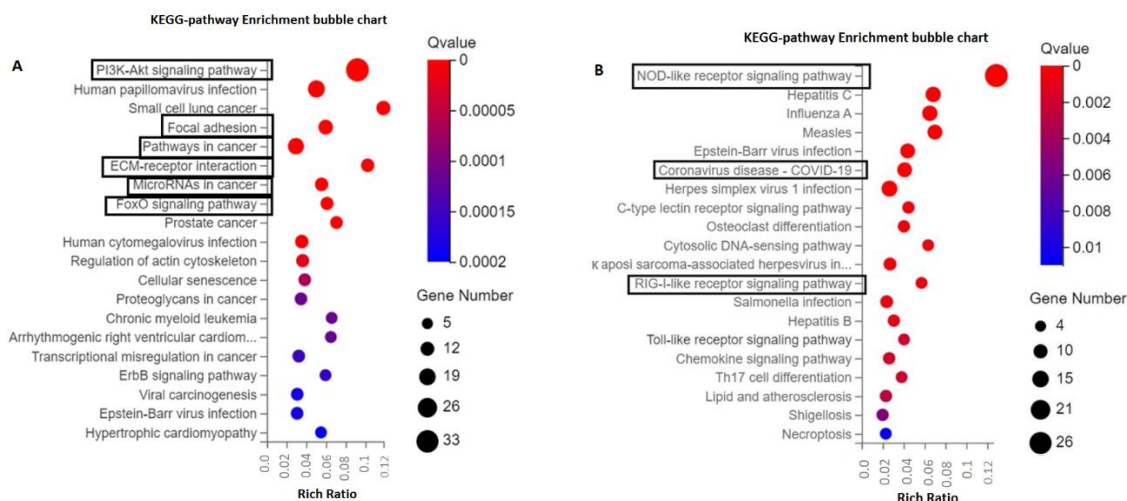 KEGG-pathway Enrichment bubble chart
A
PI3K-Akt signaling pathway
Human papillomavirus infection
Small cell lung cancer
Focal adhesion
Pathways in cancer
ECM-receptor interaction
MicroRNAs in cancer
FoxO signaling pathway
Prostate cancer
Human cytomegalovirus infection
Regulation of actin cytoskeleton
Cellular senescence
Proteoglycans in cancer
Chronic myeloid leukemia
Arrhythmogenic right ventricular cardiom...
Transcriptional misregulation in cancer
ErbB signaling pathway
Viral carcinogenesis
Epstein-Barr virus infection
Hypertrophic cardiomyopathy
0.0 0.02 0.04 0.06 0.08 0.1 0.12
Rich Ratio
Qvalue
0
0.00005
0.0001
0.00015
0.0002
Gene Number
5
12
19
26
33
KEGG-pathway Enrichment bubble chart
B
NOD-like receptor signaling pathway
Hepatitis C
Influenza A
Measles
Epstein-Barr virus infection
Coronavirus disease - COVID-19
Herpes simplex virus 1 infection
C-type lectin receptor signaling pathway
Osteoclast differentiation
Cytosolic DNA-sensing pathway
Kaposi sarcoma-associated herpesvirus in...
RIG-I-like receptor signaling pathway
Salmonella infection
Hepatitis B
Toll-like receptor signaling pathway
Chemokine signaling pathway
Th17 cell differentiation
Lipid and atherosclerosis
Shigellosis
Necroptosis
0.0 0.02 0.04 0.06 0.08 0.1 0.12
Rich Ratio
Qvalue
0
0.002
0.004
0.006
0.008
0.01
Gene Number
4
10
15
21
26